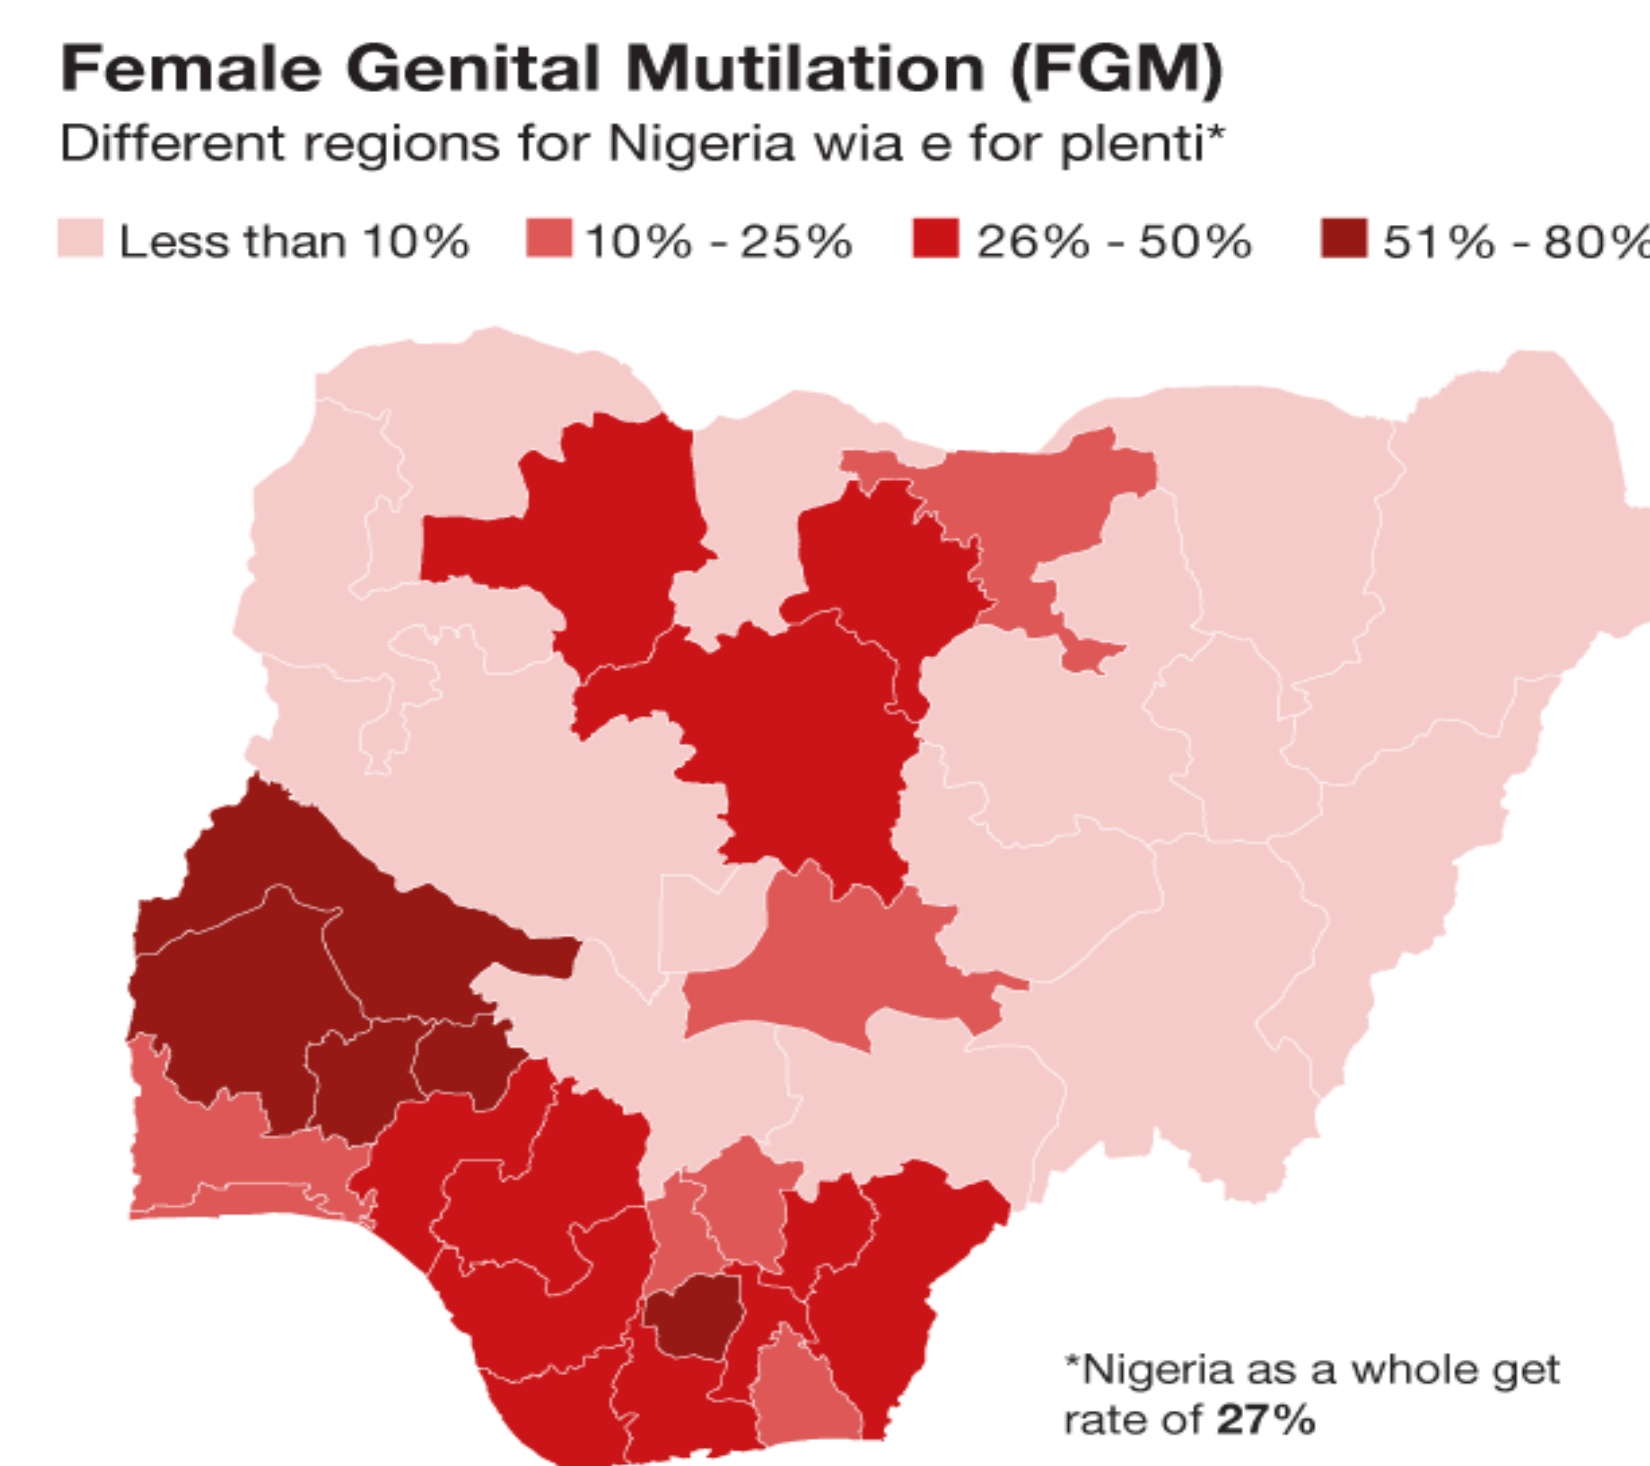 Female Genital Mutilation (FGM)
Different regions for Nigeria wia e for plenti*
Less than 10% 10% - 25% 26% - 50% 51% - 80%
*Nigeria as a whole get
rate of 27%